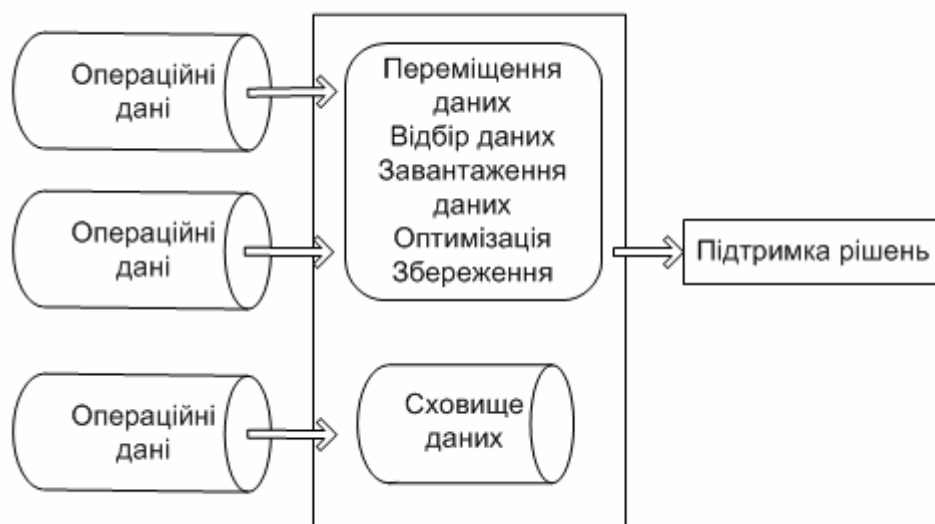 Операційні
дані
Переміщення
даних
Відбір даних
Завантаження
даних
Оптимізація
Збереження
Операційні
дані
Підтримка рішень
Операційні
дані
Сховище
даних